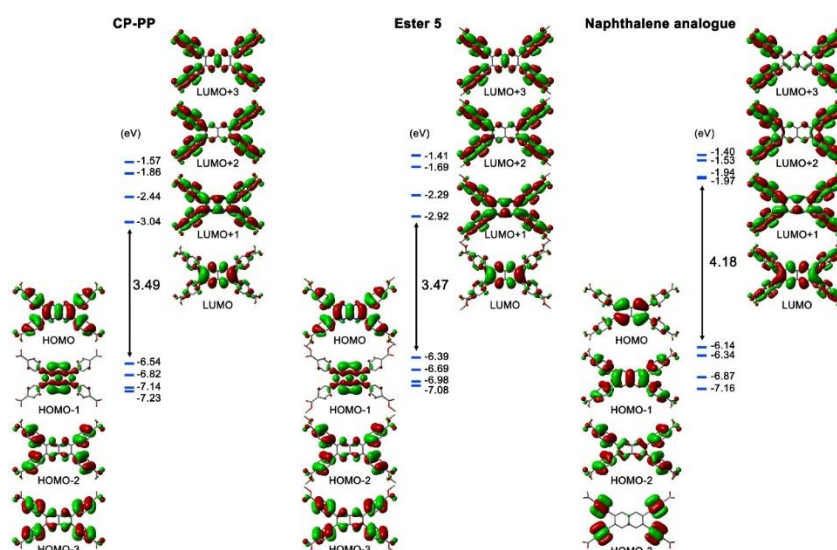 CP-PP
LUMO+3
(eV)
-1.57
-1.86
LUMO+2
-2.44
-3.04
LUMO+1
3.49
LUMO
HOMO
-6.54
-6.82
-7.14
-7.23
HOMO-1
HOMO-2
HOMO-3
Ester 5
LUMO+3
(eV)
-1.41
-1.69
LUMO+2
-2.29
-2.92
LUMO+1
3.47
LUMO
HOMO
-6.39
-6.69
-6.98
-7.08
HOMO-1
HOMO-2
HOMO-3
Naphthalene analogue
LUMO+3
(eV)
-1.40
-1.53
LUMO+2
-1.94
-1.97
LUMO+1
4.18
LUMO
HOMO
-6.14
-6.34
-6.87
-7.16
HOMO-1
HOMO-2
HOMO-3